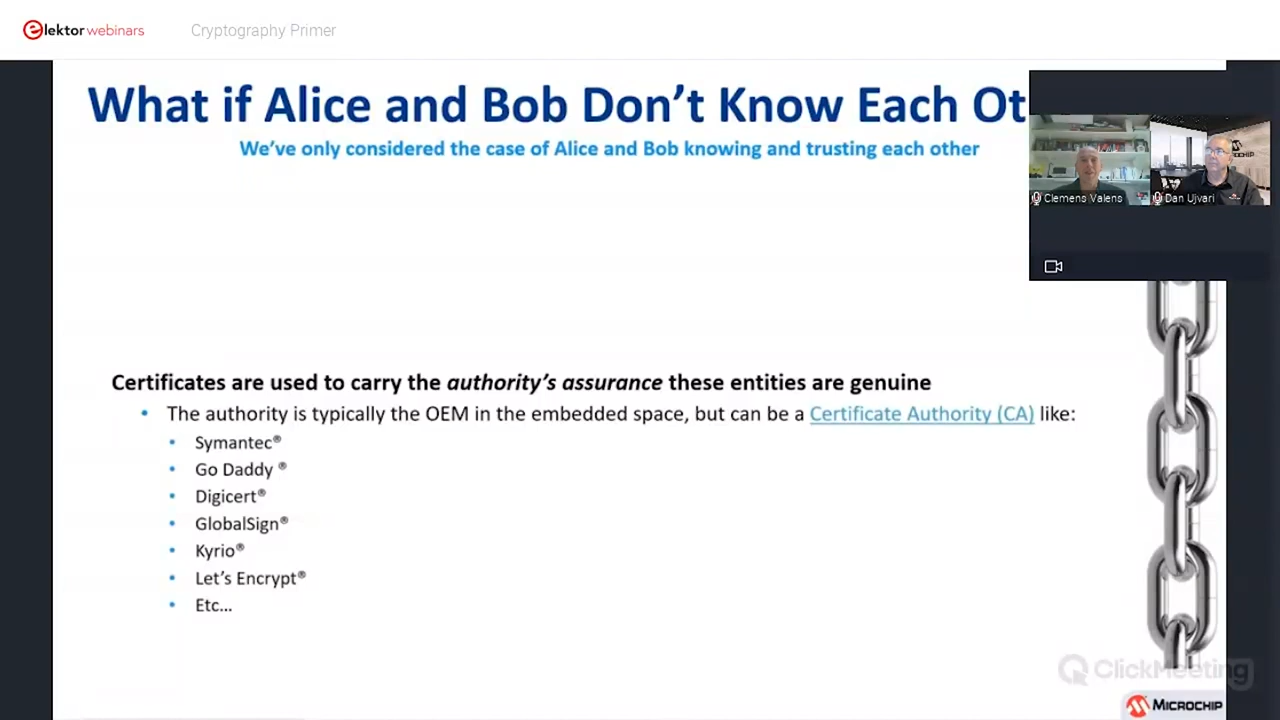 elektor webinars
Cryptography Primer
What if Alice and Bob Don't Know Each Ot
We've only considered the case of Alice and Bob knowing and trusting each other
Clemens Valens
Dan Ujvari
MICROCHIP
Certificates are used to carry the authority's assurance these entities are genuine
• The authority is typically the OEM in the embedded space, but can be a Certificate Authority (CA) like:
• Symantec®
• Go Daddy ®
• Digicert®
• GlobalSign®
• Kyrio®
• Let's Encrypt®
• Etc...
ClickMeeting
MICROCHIP